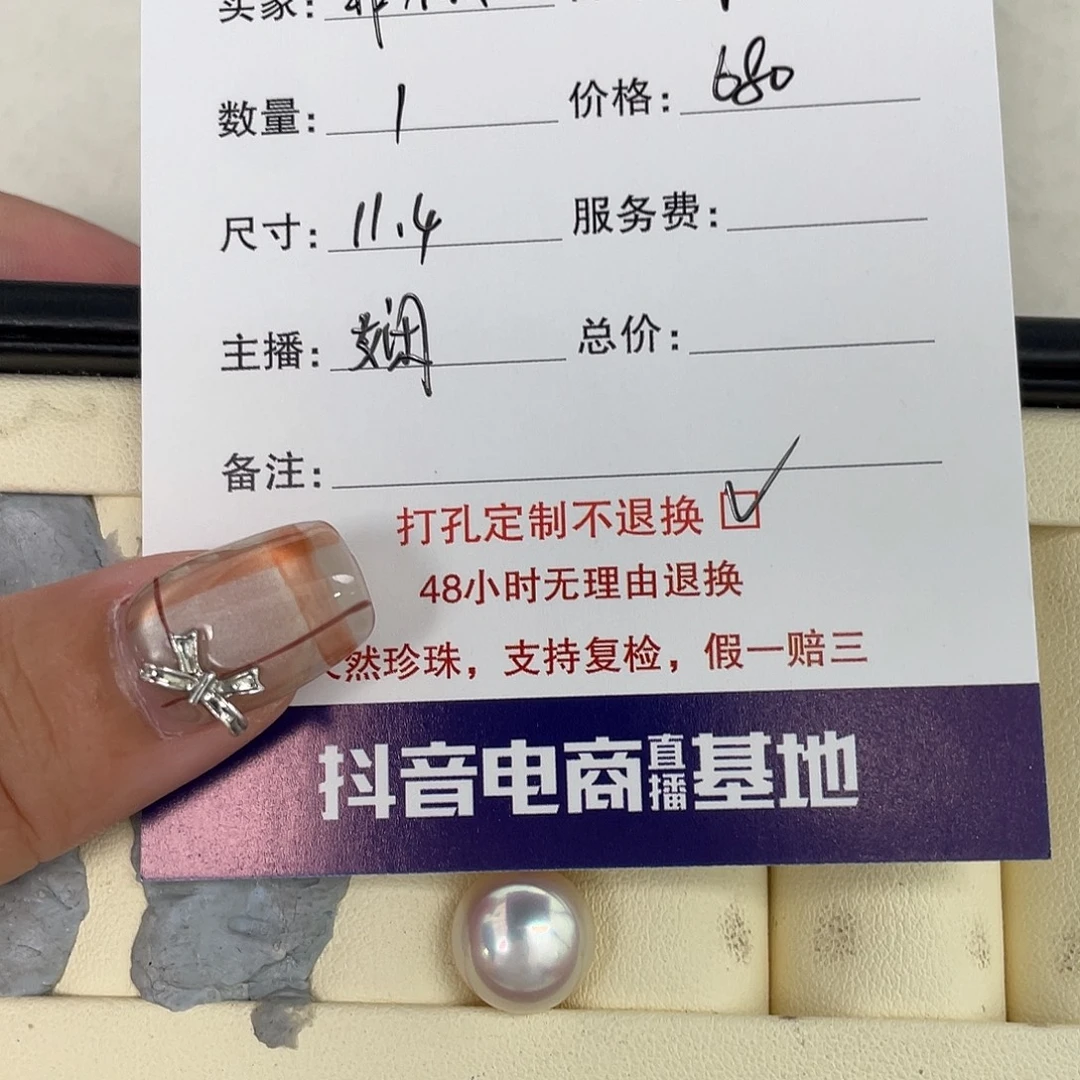 买家:
数量: 1 价格: 680
尺寸: 11.4 服务费:
主播: 总价:
备注:
打孔定制不退换
48小时无理由退换
然珍珠，支持复检，假一赔三
抖音电商直播基地